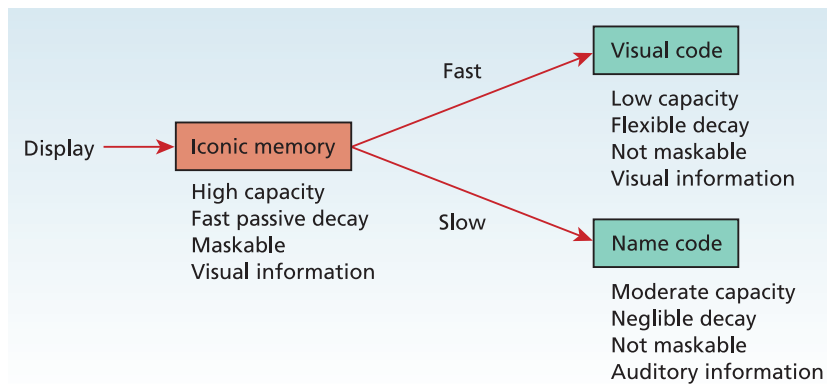 Display
Iconic memory
High capacity
Fast passive decay
Maskable
Visual information
Fast
Slow
Visual code
Low capacity
Flexible decay
Not maskable
Visual information
Name code
Moderate capacity
Neglible decay
Not maskable
Auditory information